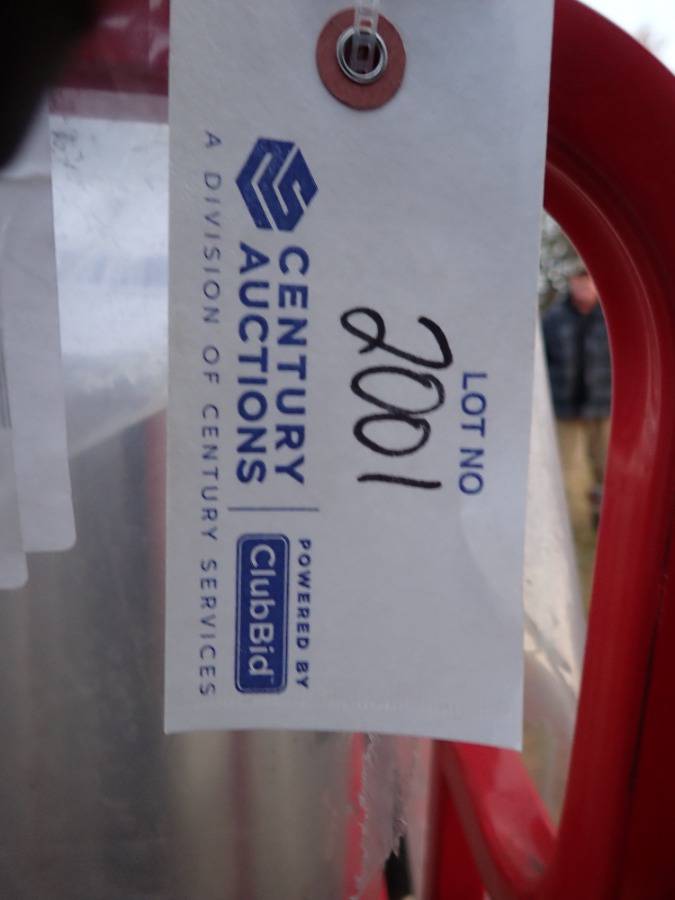 LOT NO
2001
CENTURY
AUCTIONS
POWERED BY
ClubBid
A DIVISION OF CENTURY SERVICES